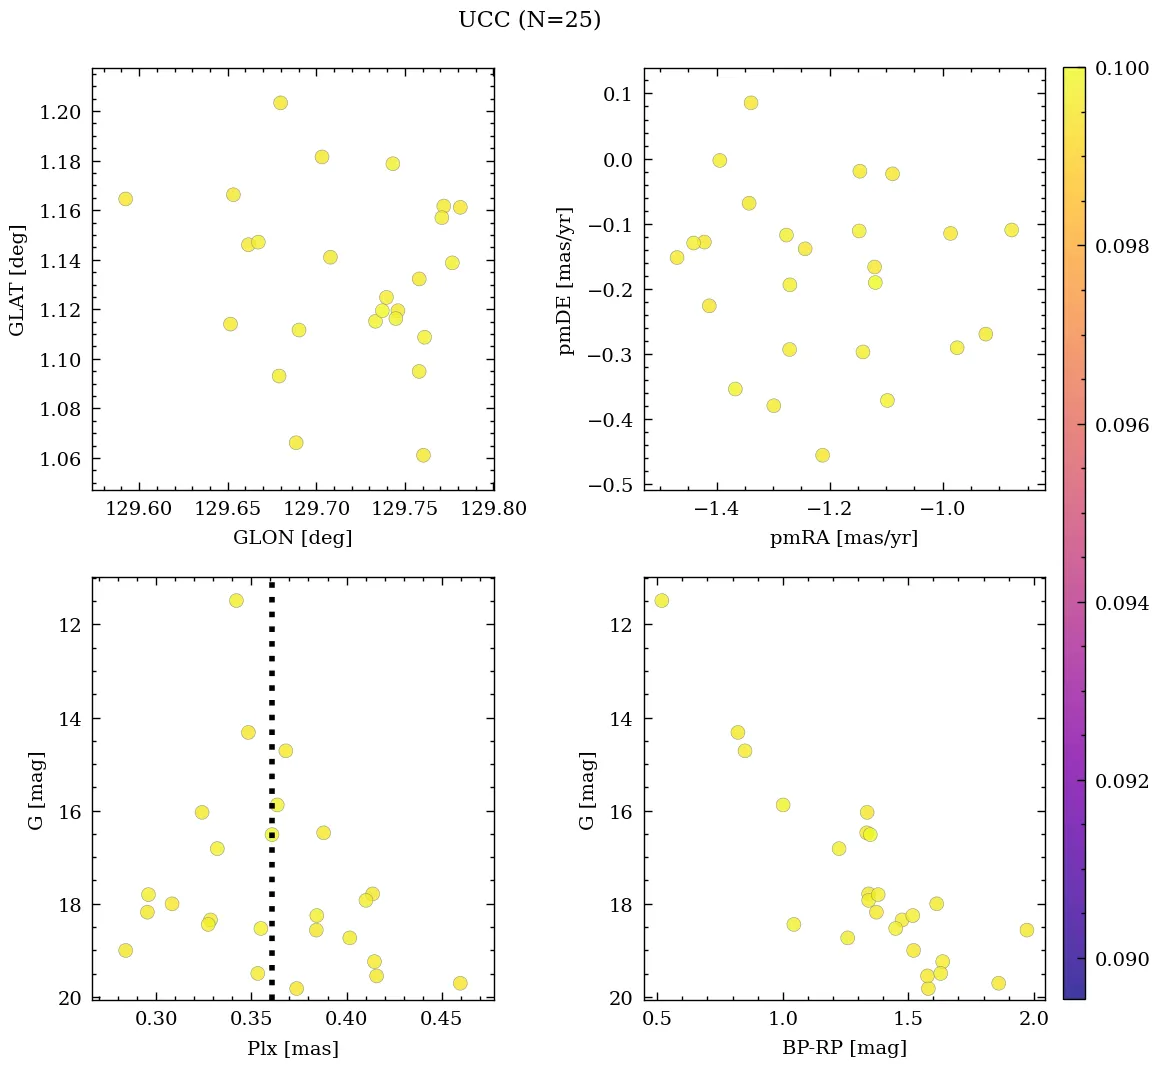 UCC (N=25)
1.20
1.18
1.16
1.14
1.12
1.10
1.08
1.06
GLAT [deg]
129.60 129.65 129.70 129.75 129.80
GLON [deg]
0.1
0.0
−0.1
−0.2
−0.3
−0.4
−0.5
pmDE [mas/yr]
−1.4 −1.2 −1.0
pmRA [mas/yr]
12
14
16
18
20
G [mag]
0.30 0.35 0.40 0.45
Plx [mas]
12
14
16
18
20
G [mag]
0.5 1.0 1.5 2.0
BP-RP [mag]
0.100
0.098
0.096
0.094
0.092
0.090